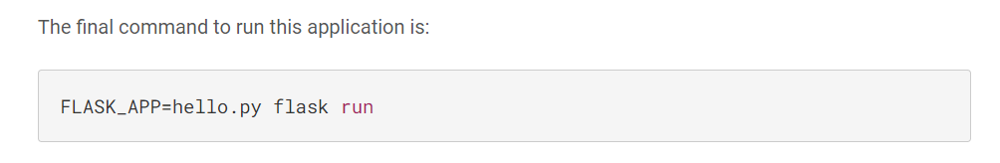 The final command to run this application is:
FLASK_APP=hello.py flask run